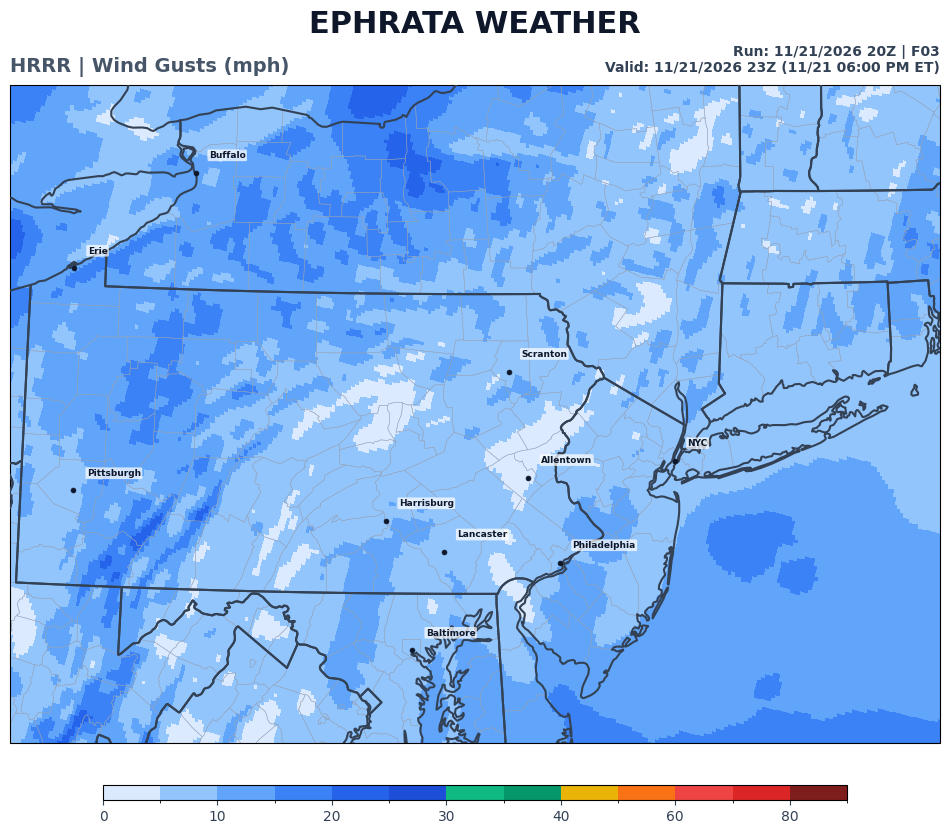 EPHRATA WEATHER
HRRR | Wind Gusts (mph)
Run: 11/21/2026 20Z | F03
Valid: 11/21/2026 23Z (11/21 06:00 PM ET)
Buffalo
Erie
Scranton
NYC
Allentown
Pittsburgh
Harrisburg
Lancaster
Philadelphia
Baltimore
0 10 20 30 40 50 60 70 80